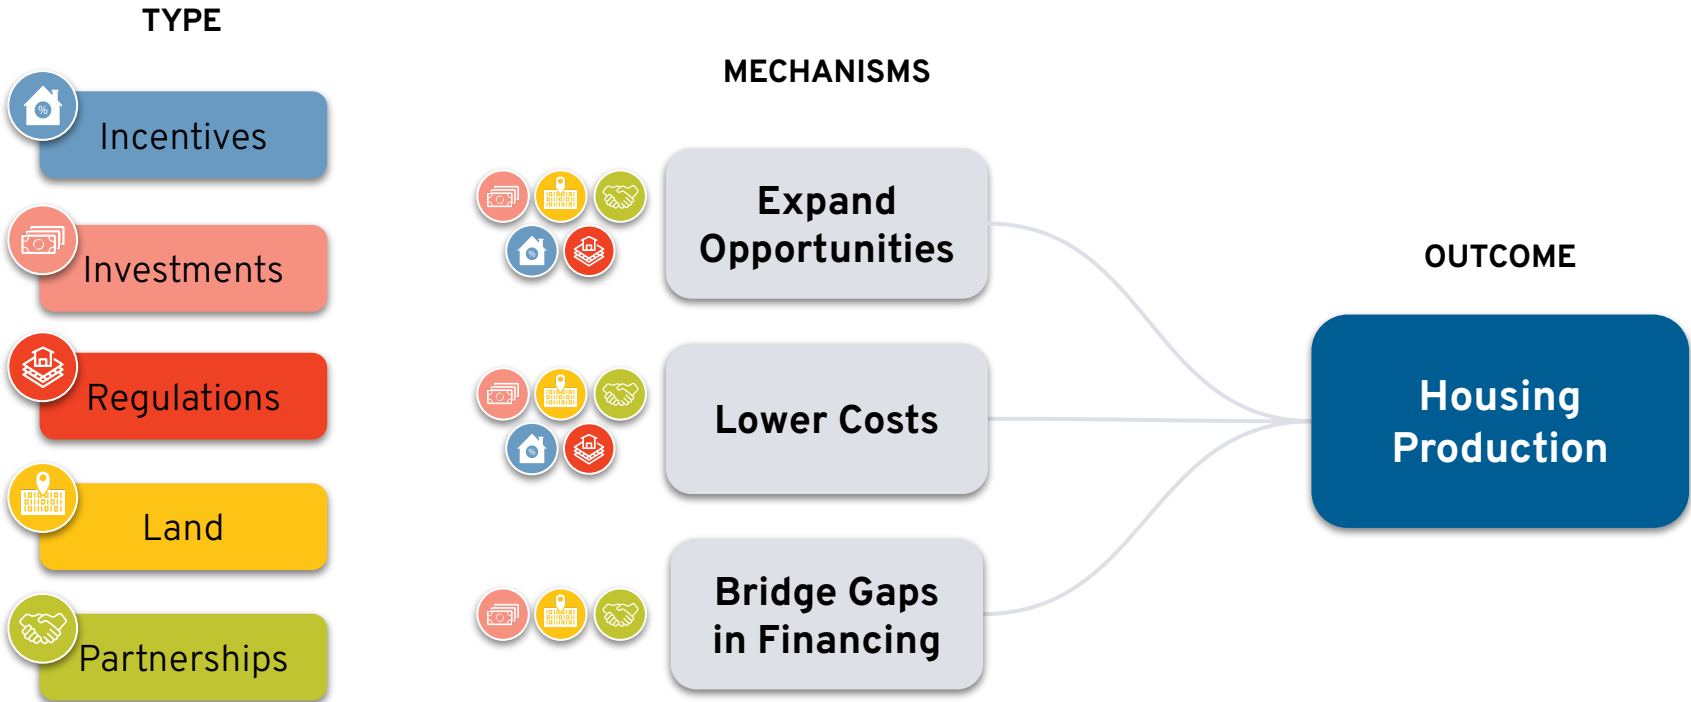 TYPE
Incentives
Investments
Regulations
Land
Partnerships
MECHANISMS
Expand
Opportunities
Lower Costs
Bridge Gaps
in Financing
OUTCOME
Housing
Production